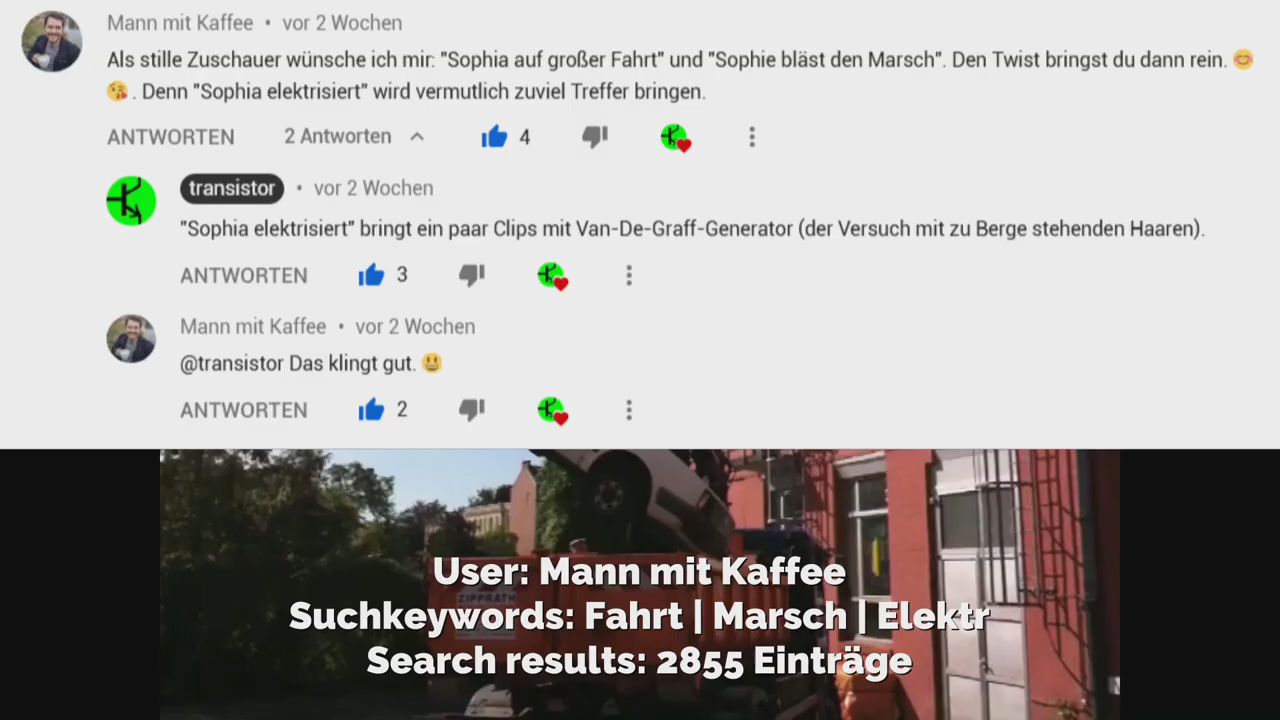 Mann mit Kaffee • vor 2 Wochen
Als stille Zuschauer wünsche ich mir: "Sophia auf großer Fahrt" und "Sophie bläst den Marsch". Den Twist bringst du dann rein. 😊
😘 . Denn "Sophia elektrisiert" wird vermutlich zuviel Treffer bringen.
ANTWORTEN 2 Antworten 4
transistor • vor 2 Wochen
"Sophia elektrisiert" bringt ein paar Clips mit Van-De-Graff-Generator (der Versuch mit zu Berge stehenden Haaren).
ANTWORTEN 3
Mann mit Kaffee • vor 2 Wochen
@transistor Das klingt gut. 😃
ANTWORTEN 2
ZIPPRATH
User: Mann mit Kaffee
Suchkeywords: Fahrt | Marsch | Elektr
Search results: 2855 Einträge